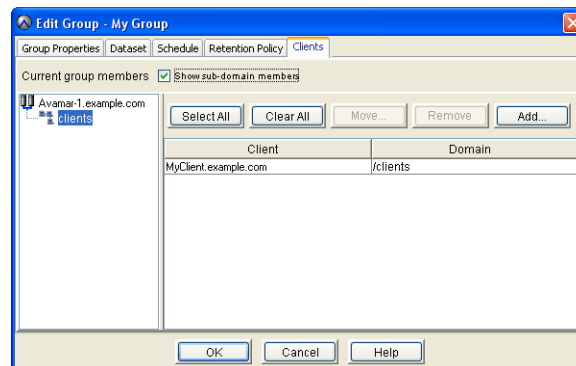 Edit Group - My Group
Group Properties Dataset Schedule Retention Policy Clients
Current group members Show sub-domain members
Avamar-1.example.com
clients
Select All Clear All Move... Remove Add...
Client Domain
MyClient.example.com /clients
OK Cancel Help